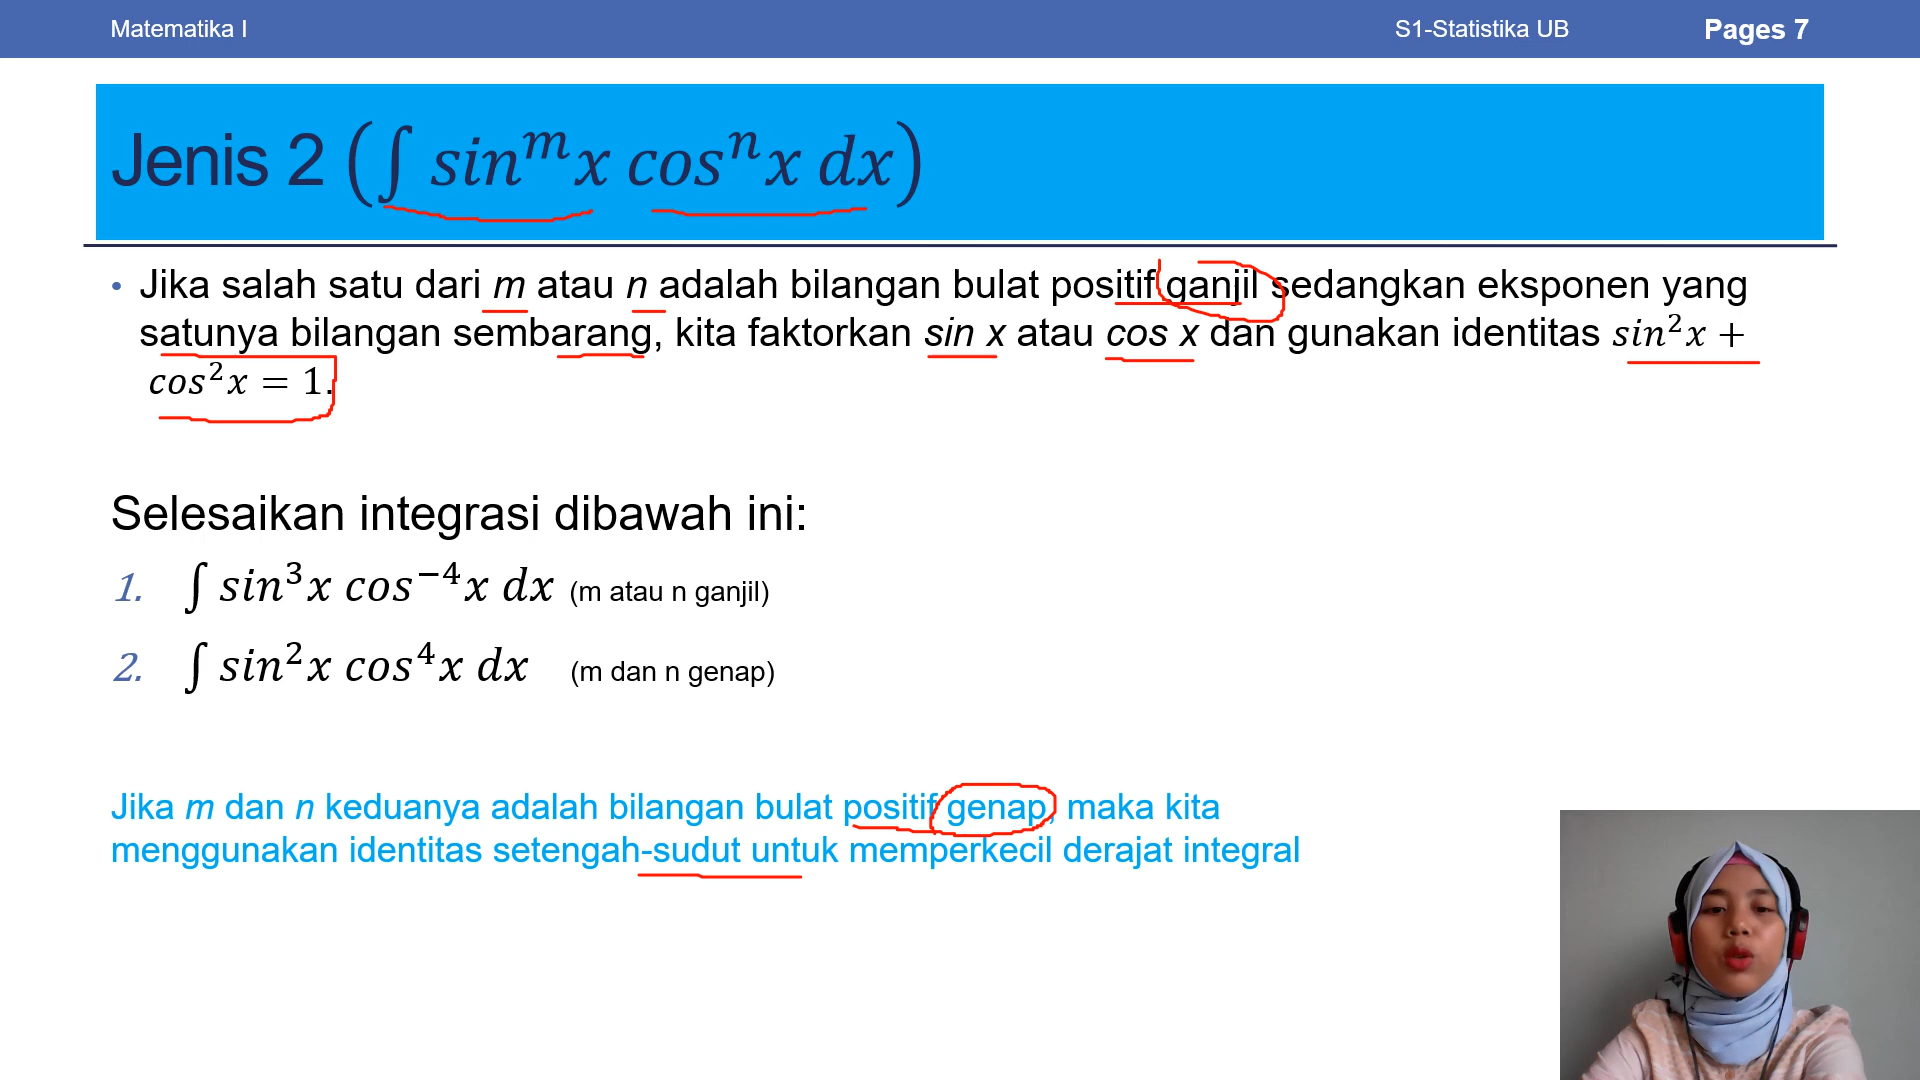 Matematika I S1-Statistika UB Pages 7
Jenis 2 (∫ sin^m x cos^n x dx)
• Jika salah satu dari m atau n adalah bilangan bulat positif ganjil sedangkan eksponen yang
satunya bilangan sembarang, kita faktorkan sin x atau cos x dan gunakan identitas sin²x +
cos²x = 1.
Selesaikan integrasi dibawah ini:
1. ∫ sin³x cos⁻⁴x dx (m atau n ganjil)
2. ∫ sin²x cos⁴x dx (m dan n genap)
Jika m dan n keduanya adalah bilangan bulat positif genap, maka kita
menggunakan identitas setengah-sudut untuk memperkecil derajat integral